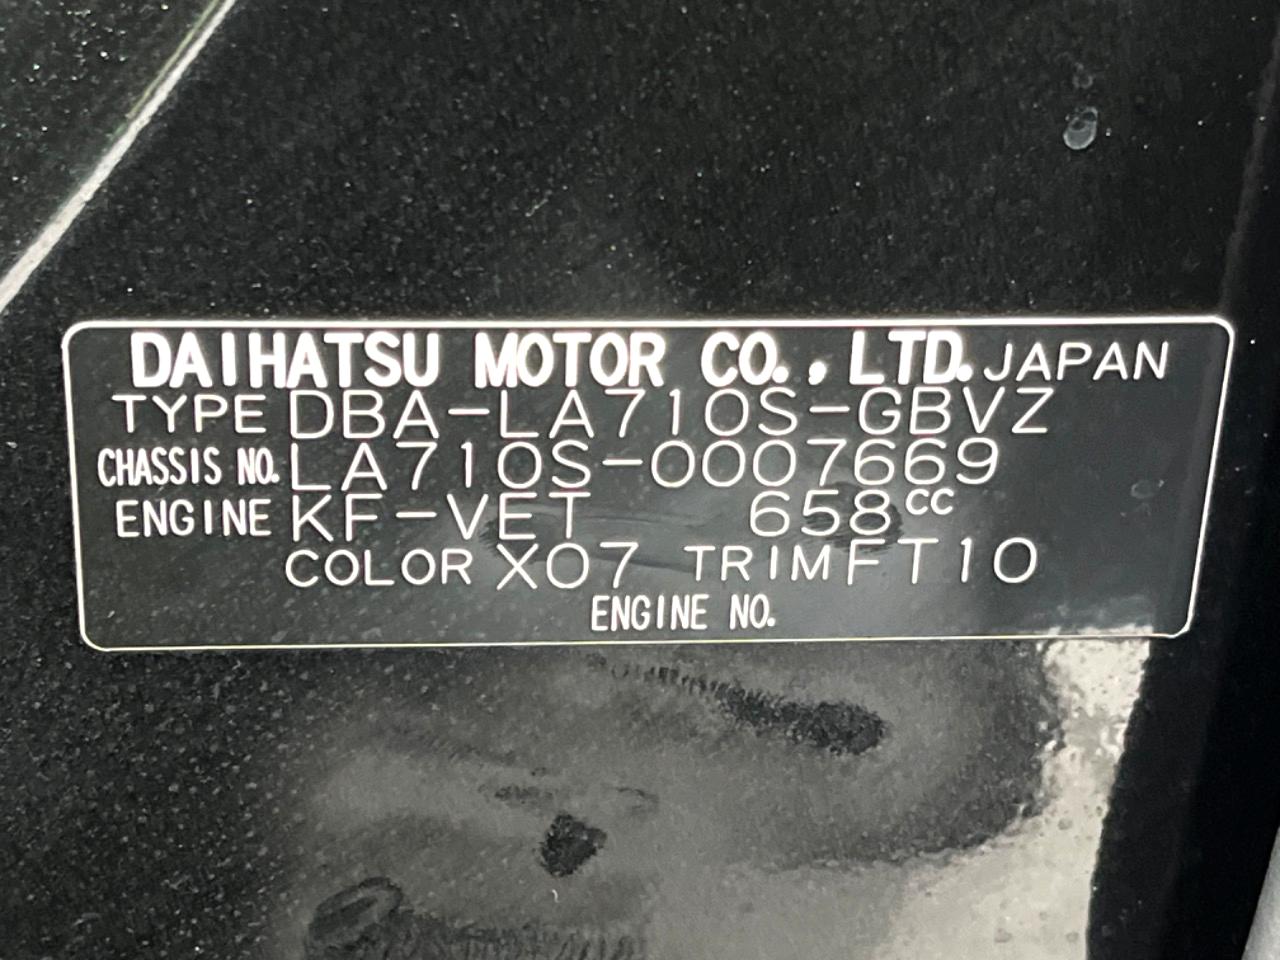 DAIHATSU MOTOR CO., LTD. JAPAN
TYPE DBA-LA710S-GBVZ
CHASSIS NO. LA710S-0007669
ENGINE KF-VET 658cc
COLOR X07 TRIM FT10
ENGINE NO.